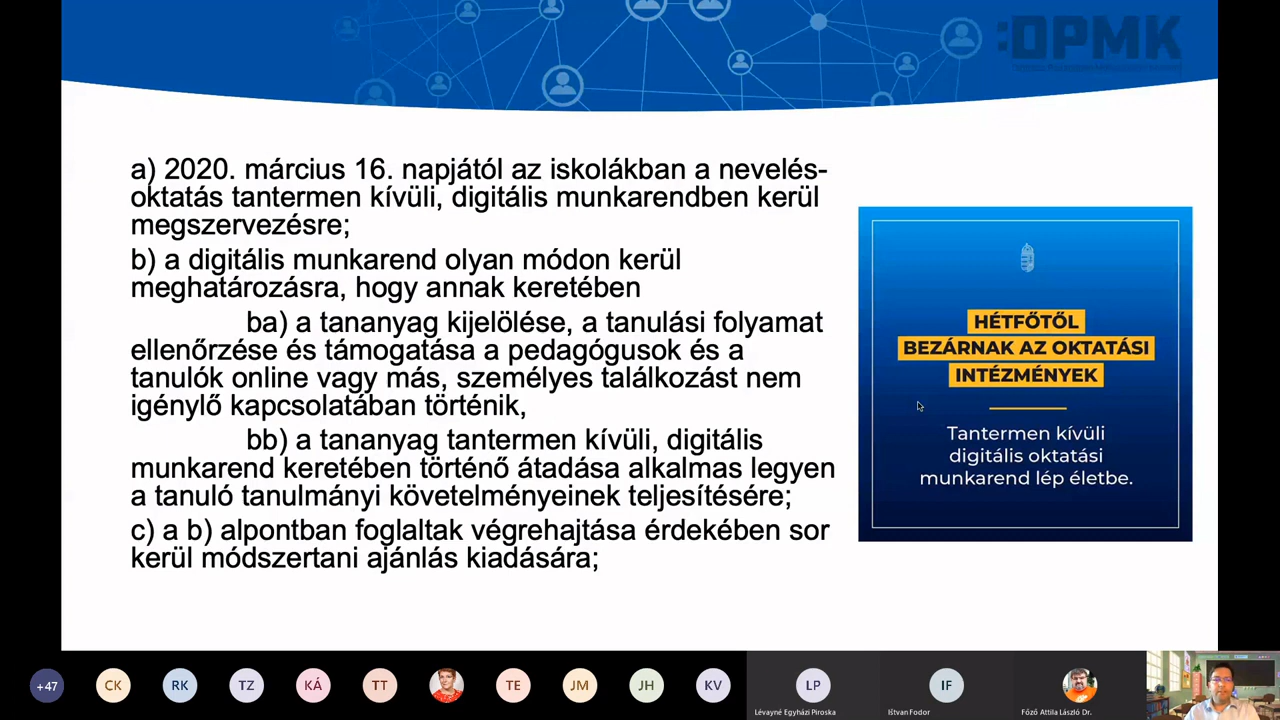 :DPMK
a) 2020. március 16. napjától az iskolákban a nevelés-
oktatás tantermen kívüli, digitális munkarendben kerül
megszervezésre;
b) a digitális munkarend olyan módon kerül
meghatározásra, hogy annak keretében
ba) a tananyag kijelölése, a tanulási folyamat
ellenőrzése és támogatása a pedagógusok és a
tanulók online vagy más, személyes találkozást nem
igénylő kapcsolatában történik,
bb) a tananyag tantermen kívüli, digitális
munkarend keretében történő átadása alkalmas legyen
a tanuló tanulmányi követelményeinek teljesítésére;
c) a b) alpontban foglaltak végrehajtása érdekében sor
kerül módszertani ajánlás kiadására;
HÉTFŐTŐL
BEZÁRNAK AZ OKTATÁSI
INTÉZMÉNYEK
Tantermen kívüli
digitális oktatási
munkarend lép életbe.
+47
CK
RK
TZ
KÁ
TT
TE
JM
JH
KV
LP
IF
Lévayné Egyházi Piroska
IStvan Fodor
Főző Attila László Dr.